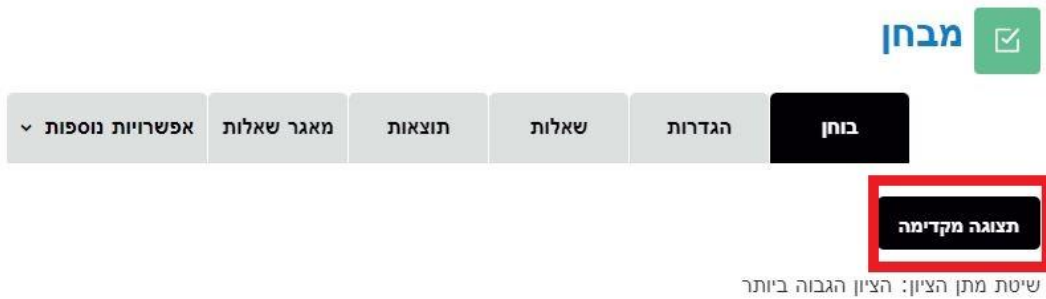 מבחן
בוחן הגדרות שאלות תוצאות מאגר שאלות אפשרויות נוספות
תצוגה מקדימה
שיטת מתן הציון: הציון הגבוה ביותר